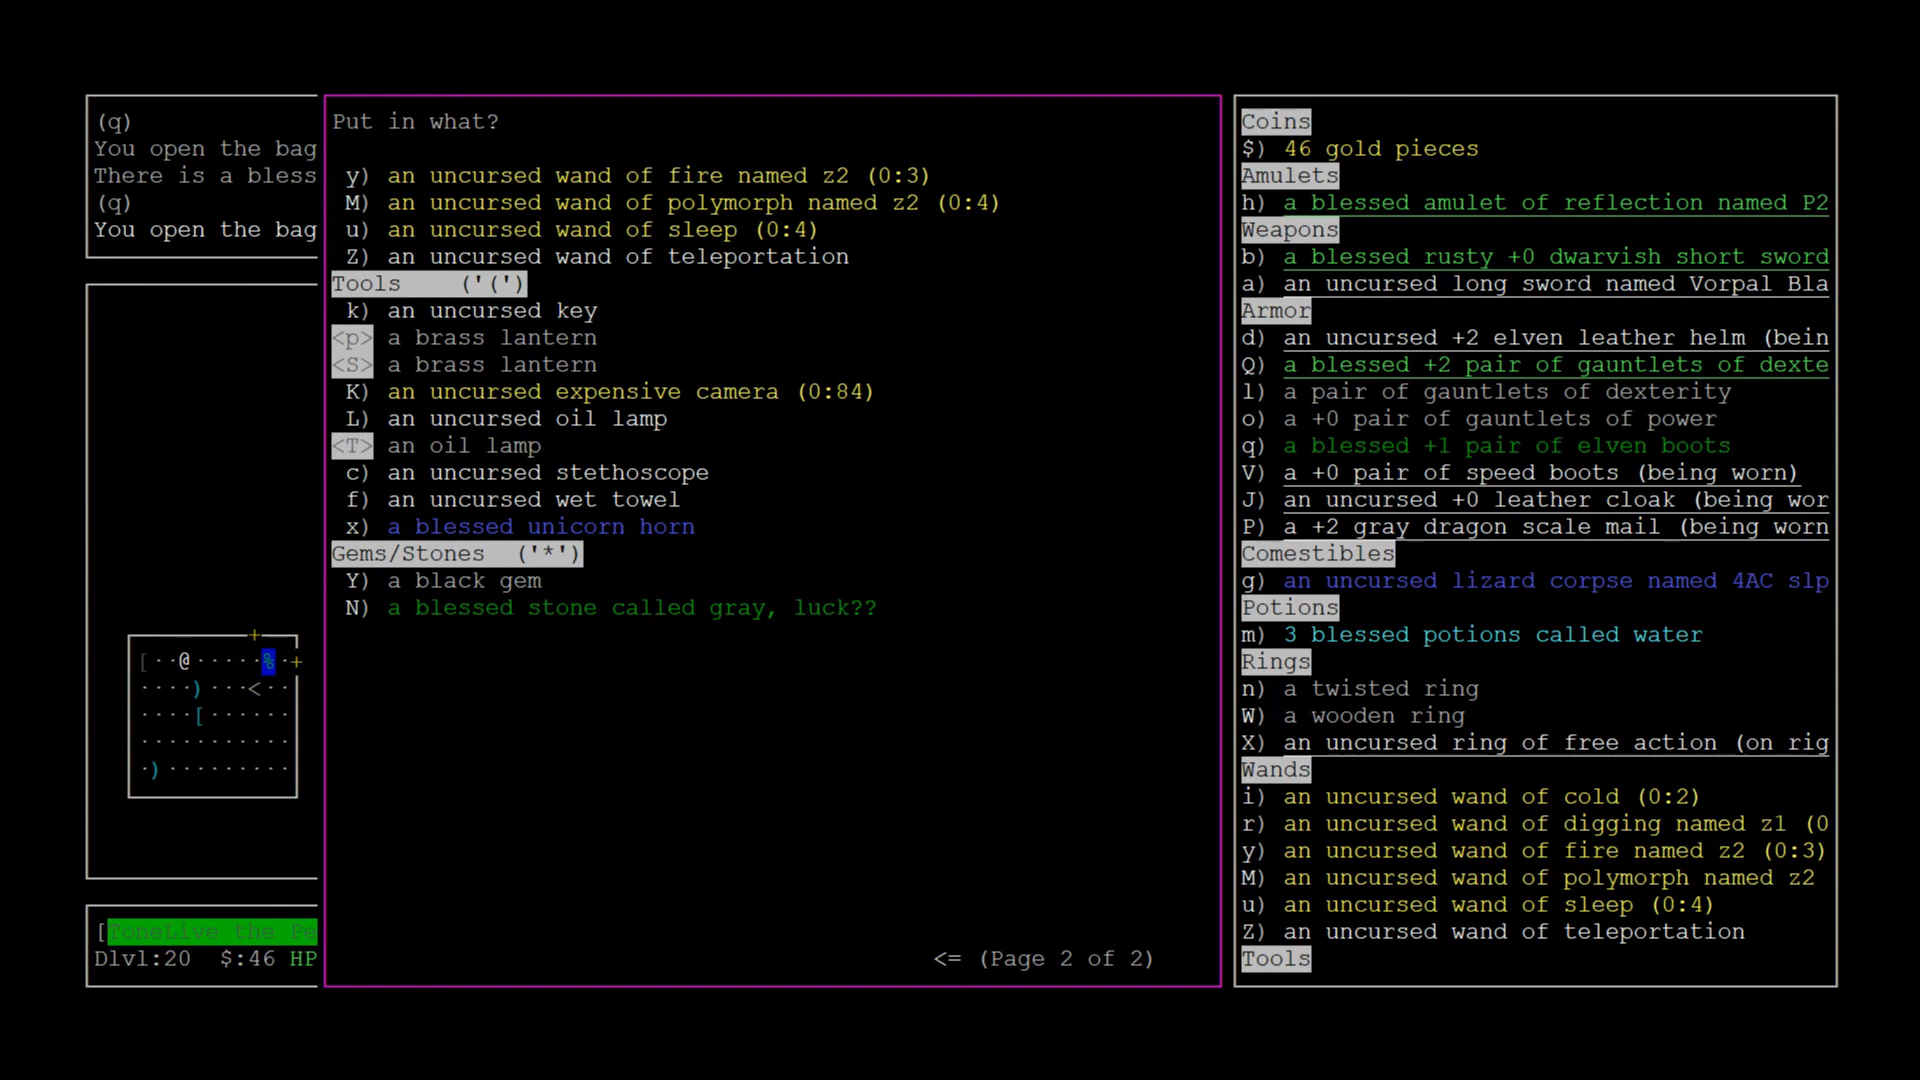 (q)
You open the bag
There is a bless
(q)
You open the bag
[··@·····%·+
····)···<··
····[······
···········
·)·········
[ToneLive the Pe
Dlvl:20 $:46 HP
Put in what?
y) an uncursed wand of fire named z2 (0:3)
M) an uncursed wand of polymorph named z2 (0:4)
u) an uncursed wand of sleep (0:4)
Z) an uncursed wand of teleportation
Tools ('(')
k) an uncursed key
<p> a brass lantern
<S> a brass lantern
K) an uncursed expensive camera (0:84)
L) an uncursed oil lamp
<T> an oil lamp
c) an uncursed stethoscope
f) an uncursed wet towel
x) a blessed unicorn horn
Gems/Stones ('*')
Y) a black gem
N) a blessed stone called gray, luck??
<= (Page 2 of 2)
Coins
$) 46 gold pieces
Amulets
h) a blessed amulet of reflection named P2
Weapons
b) a blessed rusty +0 dwarvish short sword
a) an uncursed long sword named Vorpal Bla
Armor
d) an uncursed +2 elven leather helm (bein
Q) a blessed +2 pair of gauntlets of dexte
l) a pair of gauntlets of dexterity
o) a +0 pair of gauntlets of power
q) a blessed +1 pair of elven boots
V) a +0 pair of speed boots (being worn)
J) an uncursed +0 leather cloak (being wor
P) a +2 gray dragon scale mail (being worn
Comestibles
g) an uncursed lizard corpse named 4AC slp
Potions
m) 3 blessed potions called water
Rings
n) a twisted ring
W) a wooden ring
X) an uncursed ring of free action (on rig
Wands
i) an uncursed wand of cold (0:2)
r) an uncursed wand of digging named z1 (0
y) an uncursed wand of fire named z2 (0:3)
M) an uncursed wand of polymorph named z2
u) an uncursed wand of sleep (0:4)
Z) an uncursed wand of teleportation
Tools